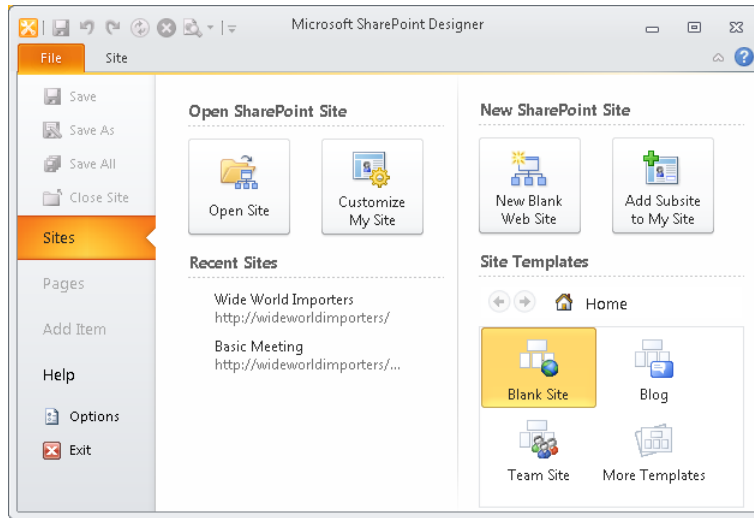 Microsoft SharePoint Designer
File
Site
Save
Save As
Save All
Close Site
Sites
Pages
Add Item
Help
Options
Exit
Open SharePoint Site
Open Site
Customize
My Site
Recent Sites
Wide World Importers
http://wideworldimporters/
Basic Meeting
http://wideworldimporters/...
New SharePoint Site
New Blank
Web Site
Add Subsite
to My Site
Site Templates
Home
Blank Site
Blog
Team Site
More Templates